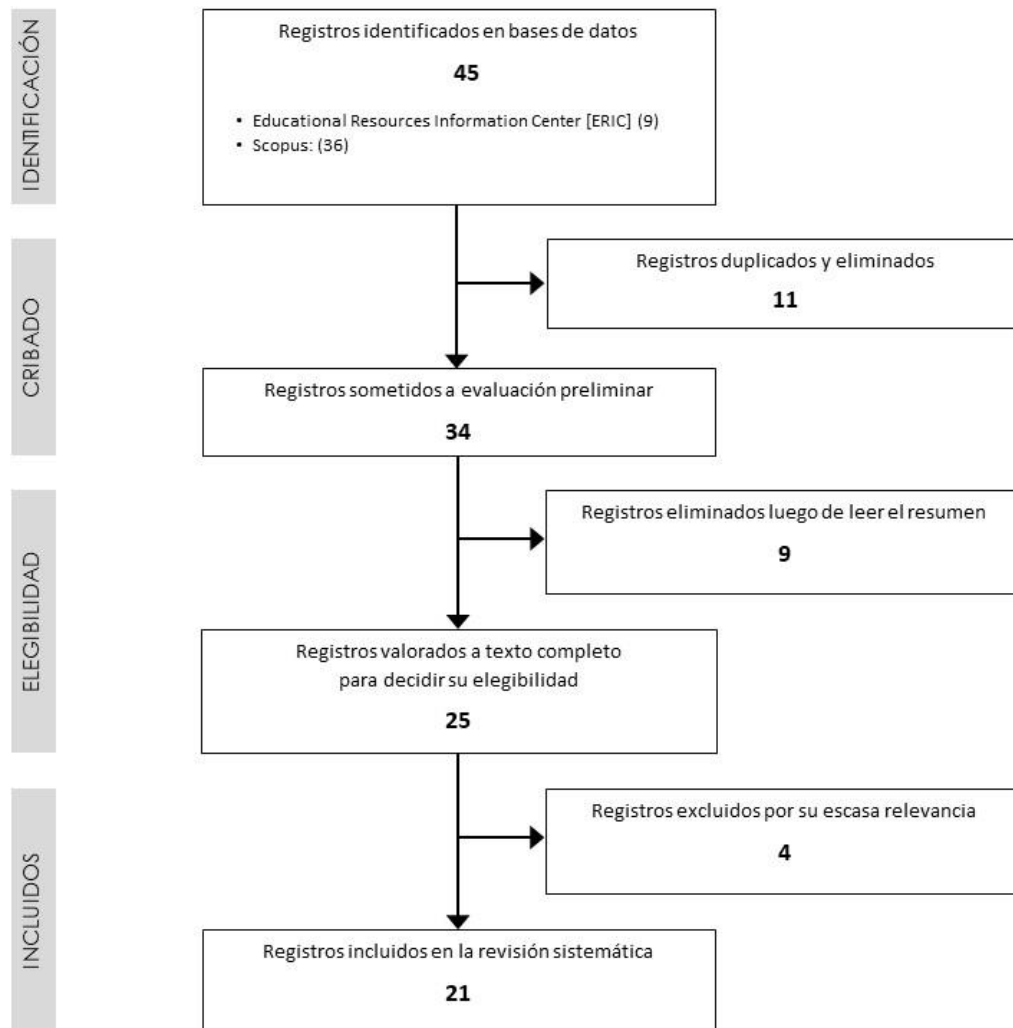 IDENTIFICACIÓN
Registros identificados en bases de datos
45
• Educational Resources Information Center [ERIC] (9)
• Scopus: (36)
CRIBADO
Registros duplicados y eliminados
11
Registros sometidos a evaluación preliminar
34
ELEGIBILIDAD
Registros eliminados luego de leer el resumen
9
Registros valorados a texto completo
para decidir su elegibilidad
25
INCLUIDOS
Registros excluidos por su escasa relevancia
4
Registros incluidos en la revisión sistemática
21